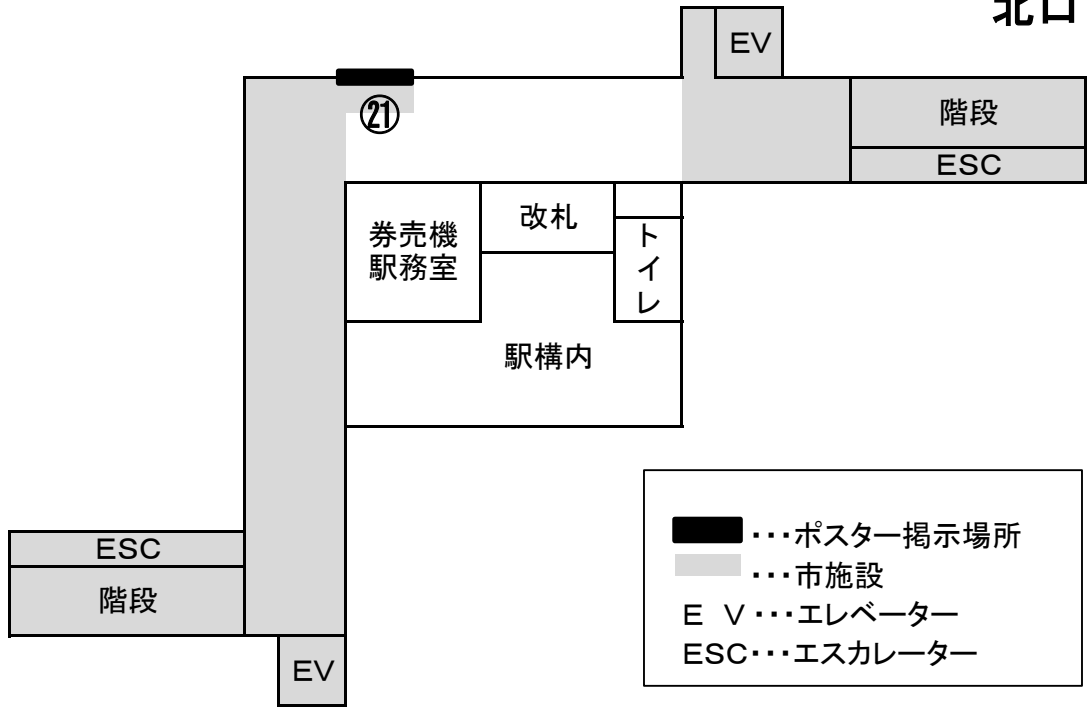 北口
EV
㉑
階段
ESC
券売機
駅務室
改札
トイレ
駅構内
ESC
階段
EV
･･･ポスター掲示場所
･･･市施設
Ｅ Ｖ･･･エレベーター
ESC･･･エスカレーター